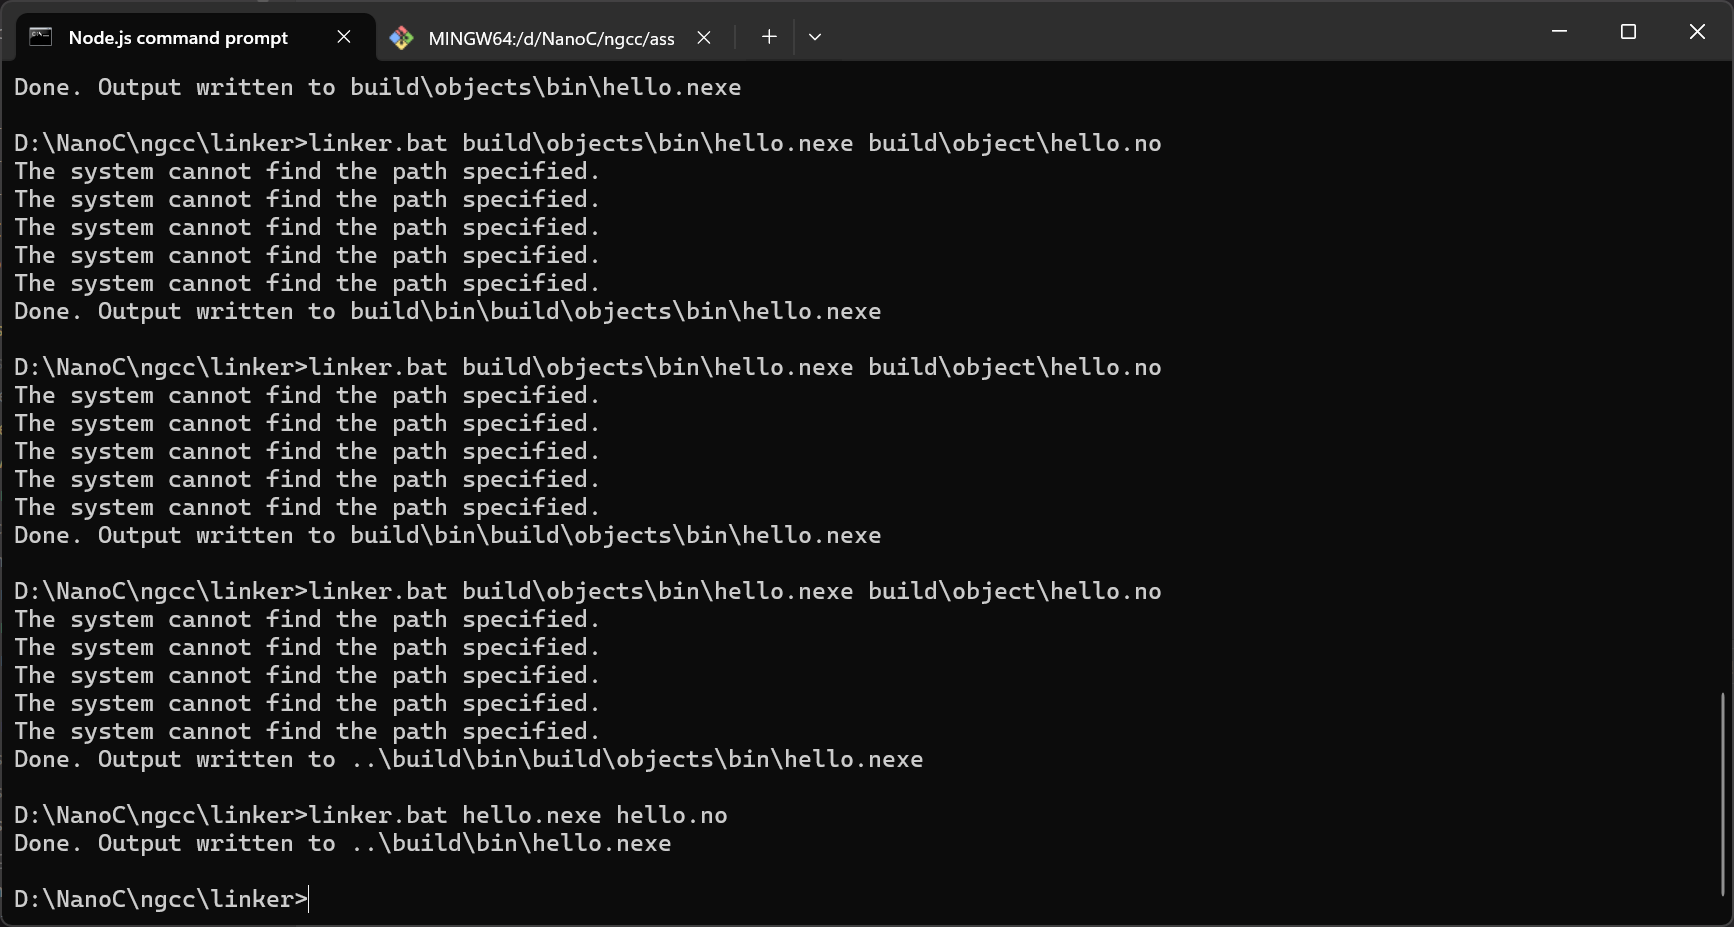 Node.js command prompt
MINGW64:/d/NanoC/ngcc/ass
Done. Output written to build\objects\bin\hello.nexe
D:\NanoC\ngcc\linker>linker.bat build\objects\bin\hello.nexe build\object\hello.no
The system cannot find the path specified.
The system cannot find the path specified.
The system cannot find the path specified.
The system cannot find the path specified.
The system cannot find the path specified.
Done. Output written to build\bin\build\objects\bin\hello.nexe
D:\NanoC\ngcc\linker>linker.bat build\objects\bin\hello.nexe build\object\hello.no
The system cannot find the path specified.
The system cannot find the path specified.
The system cannot find the path specified.
The system cannot find the path specified.
The system cannot find the path specified.
Done. Output written to build\bin\build\objects\bin\hello.nexe
D:\NanoC\ngcc\linker>linker.bat build\objects\bin\hello.nexe build\object\hello.no
The system cannot find the path specified.
The system cannot find the path specified.
The system cannot find the path specified.
The system cannot find the path specified.
The system cannot find the path specified.
Done. Output written to ..\build\bin\build\objects\bin\hello.nexe
D:\NanoC\ngcc\linker>linker.bat hello.nexe hello.no
Done. Output written to ..\build\bin\hello.nexe
D:\NanoC\ngcc\linker>